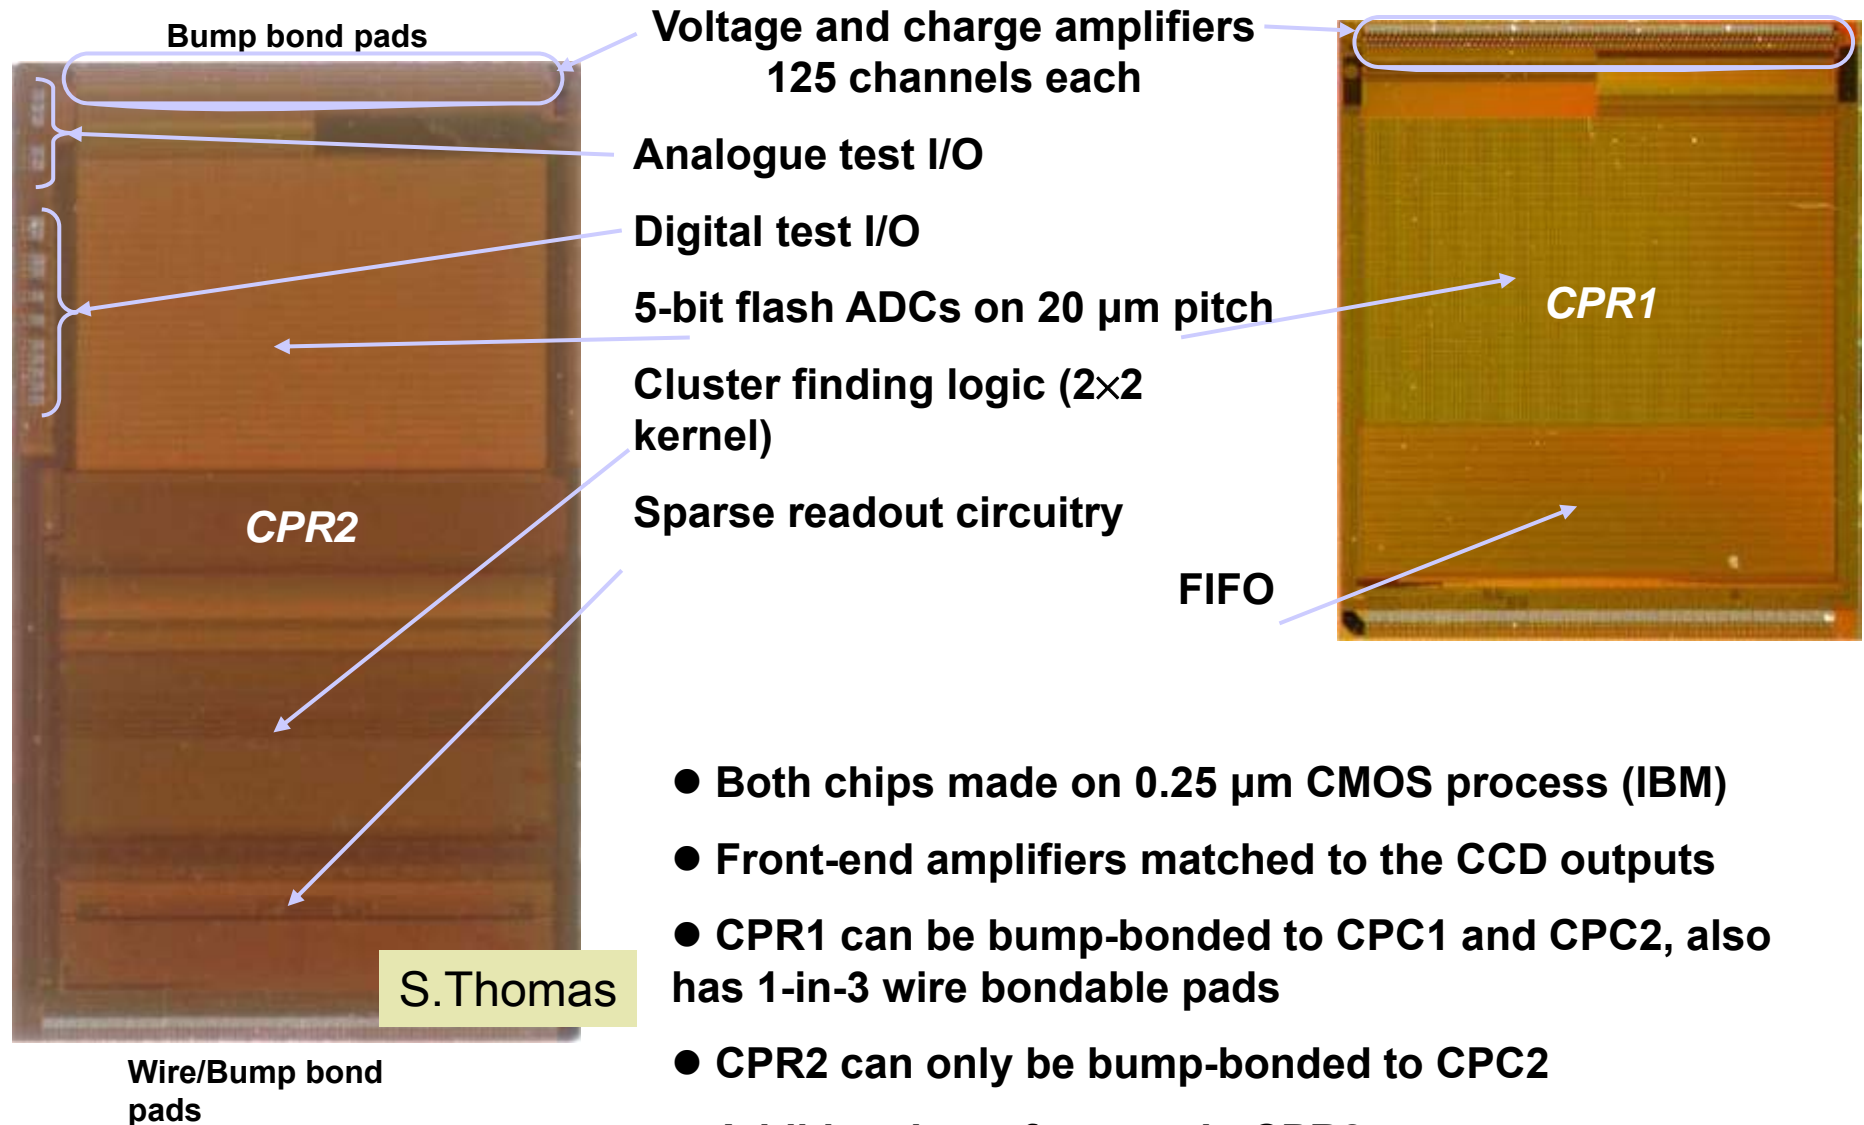 Bump bond pads
Voltage and charge amplifiers
125 channels each
Analogue test I/O
Digital test I/O
5-bit flash ADCs on 20 µm pitch
Cluster finding logic (2×2
kernel)
Sparse readout circuitry
FIFO
CPR1
CPR2
S.Thomas
Wire/Bump bond
pads
● Both chips made on 0.25 µm CMOS process (IBM)
● Front-end amplifiers matched to the CCD outputs
● CPR1 can be bump-bonded to CPC1 and CPC2, also
has 1-in-3 wire bondable pads
● CPR2 can only be bump-bonded to CPC2